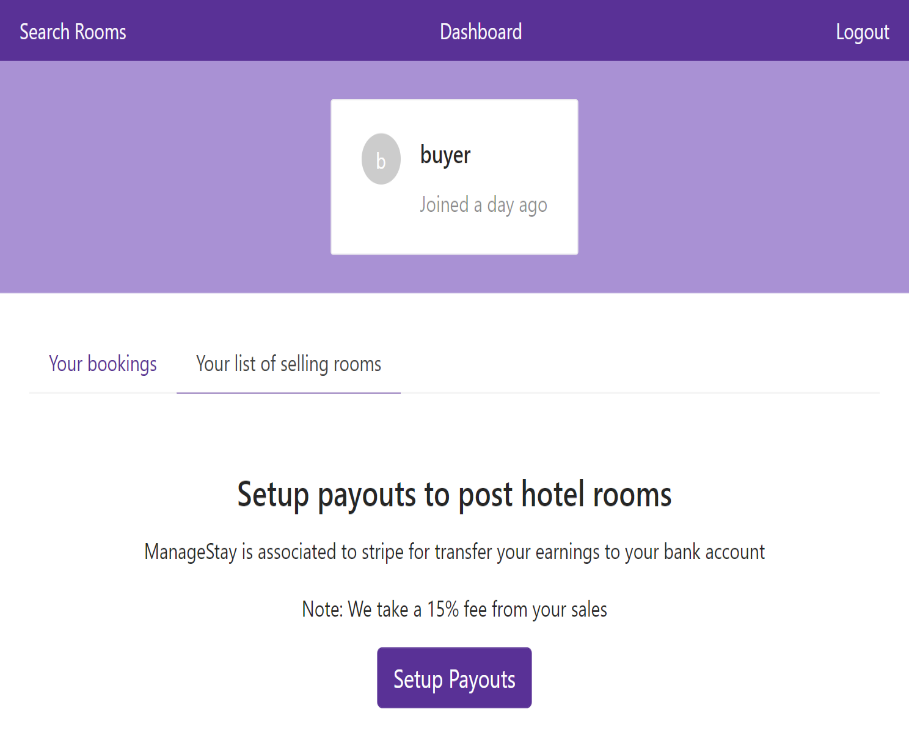 Search Rooms Dashboard Logout
b
buyer
Joined a day ago
Your bookings Your list of selling rooms
Setup payouts to post hotel rooms
ManageStay is associated to stripe for transfer your earnings to your bank account
Note: We take a 15% fee from your sales
Setup Payouts